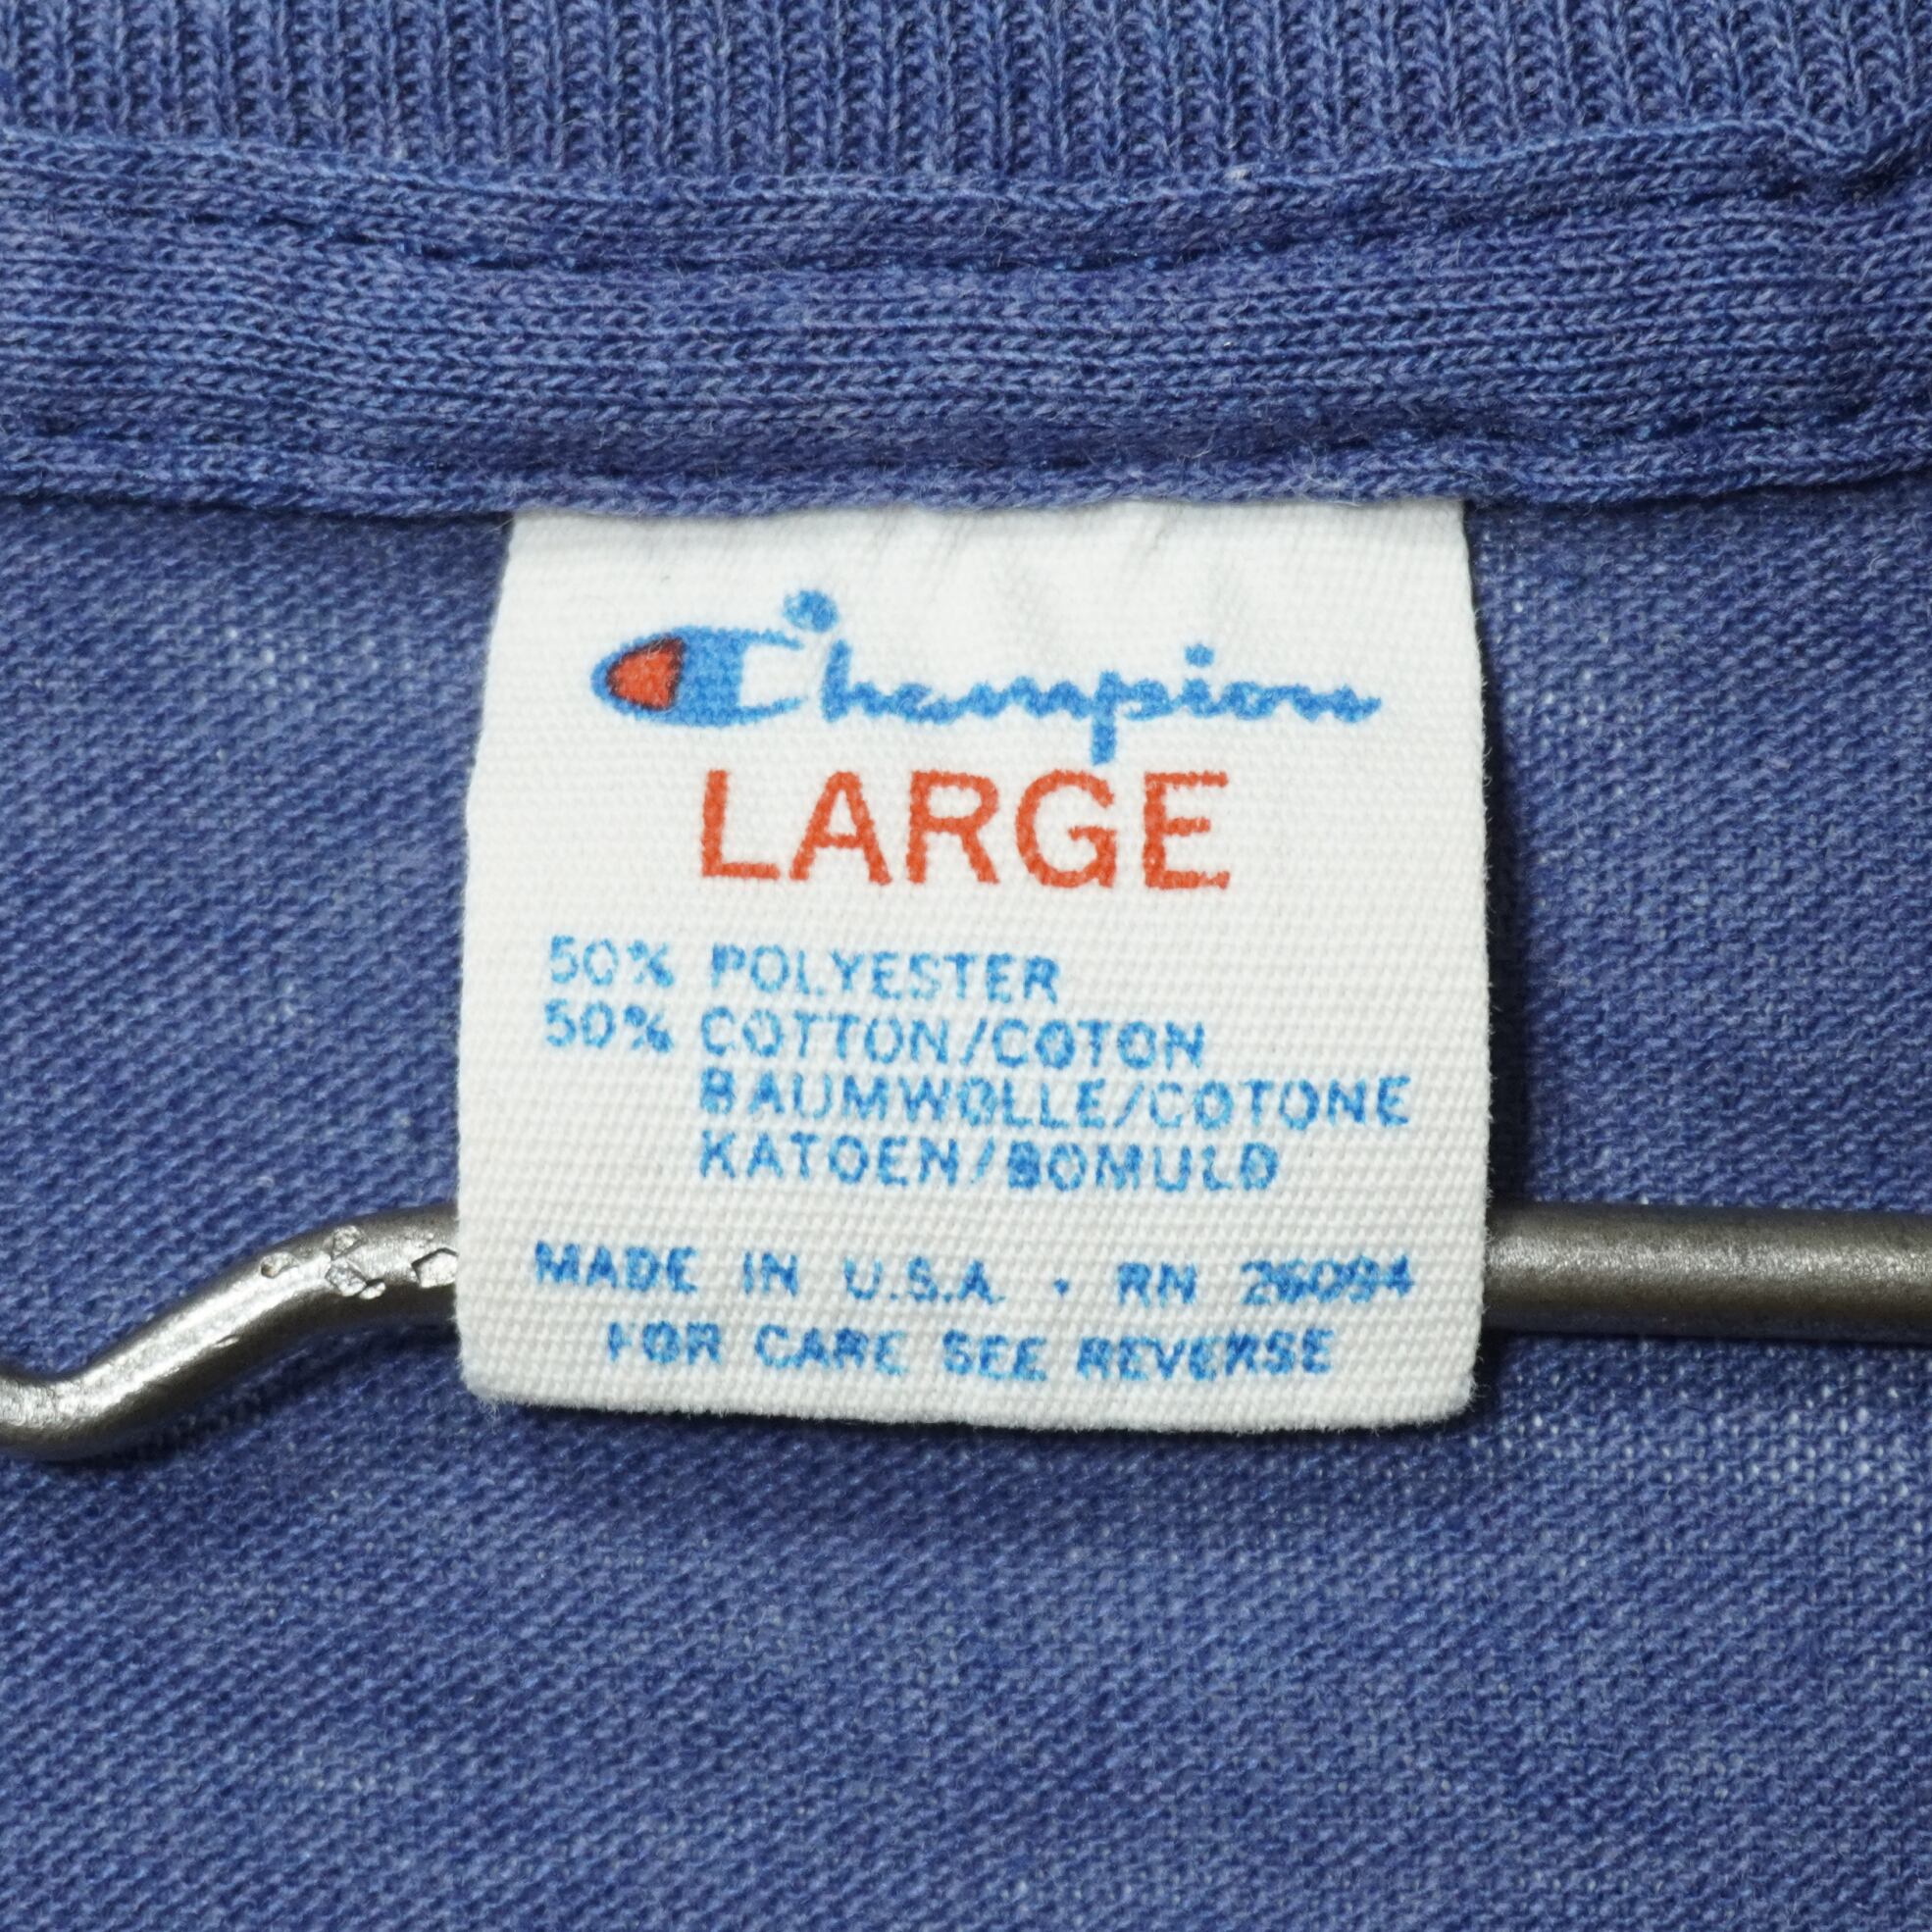 Champion
LARGE
50% POLYESTER
50% COTTON/COTON
BAUMWOLLE/COTONE
KATOEN/BOMULD
MADE IN U.S.A. · RN 26094
FOR CARE SEE REVERSE